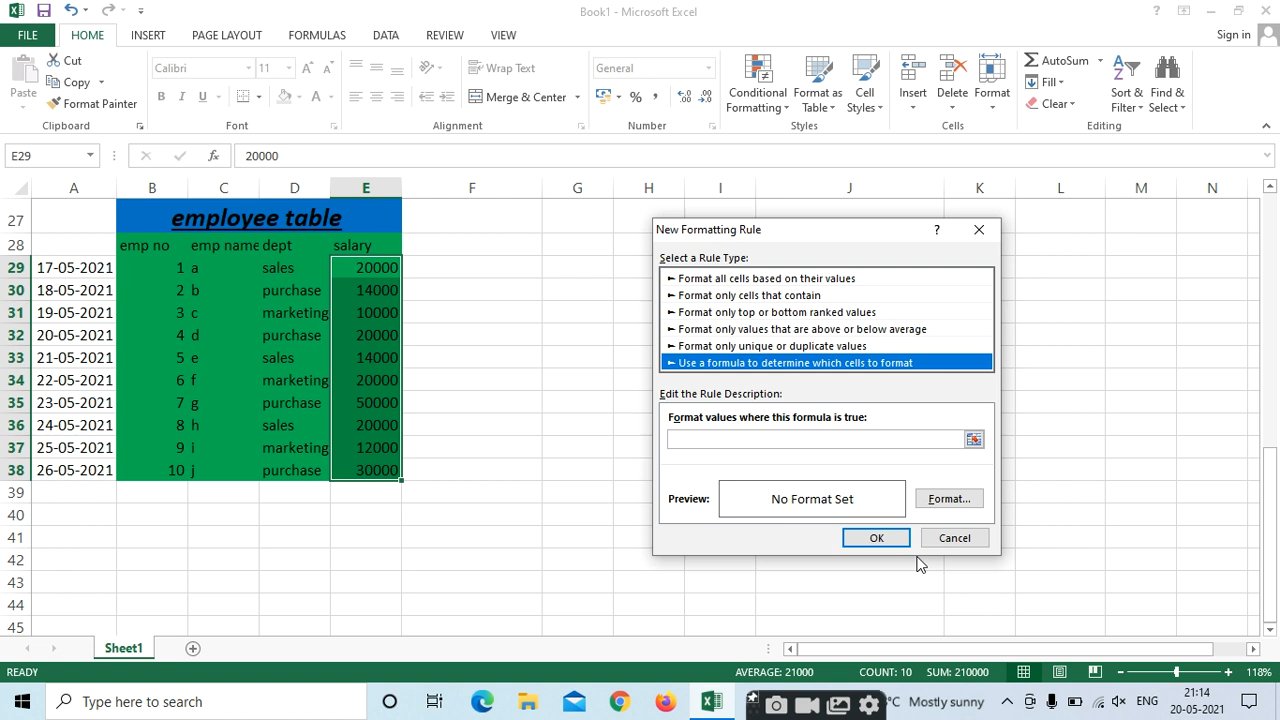 Book1 - Microsoft Excel
?
FILE HOME INSERT PAGE LAYOUT FORMULAS DATA REVIEW VIEW Sign in
Paste
Cut
Copy
Format Painter
Clipboard
Calibri 11
B I U A
Font
Wrap Text
Merge & Center
Alignment
General
% ,
Number
Conditional Formatting
Format as Table
Cell Styles
Styles
Insert
Delete
Format
Cells
AutoSum
Fill
Clear
Sort & Filter
Find & Select
Editing
E29 fx 20000
A B C D E F G H I J K L M N
27 employee table
28 emp no emp name dept salary
29 17-05-2021 1 a sales 20000
30 18-05-2021 2 b purchase 14000
31 19-05-2021 3 c marketing 10000
32 20-05-2021 4 d purchase 20000
33 21-05-2021 5 e sales 14000
34 22-05-2021 6 f marketing 20000
35 23-05-2021 7 g purchase 50000
36 24-05-2021 8 h sales 20000
37 25-05-2021 9 i marketing 12000
38 26-05-2021 10 j purchase 30000
39
40
41
42
43
44
45
New Formatting Rule ?
Select a Rule Type:
► Format all cells based on their values
► Format only cells that contain
► Format only top or bottom ranked values
► Format only values that are above or below average
► Format only unique or duplicate values
► Use a formula to determine which cells to format
Edit the Rule Description:
Format values where this formula is true:
Preview: No Format Set Format...
OK Cancel
Sheet1
READY AVERAGE: 21000 COUNT: 10 SUM: 210000 118%
Type here to search
°C Mostly sunny ENG
21:14
20-05-2021